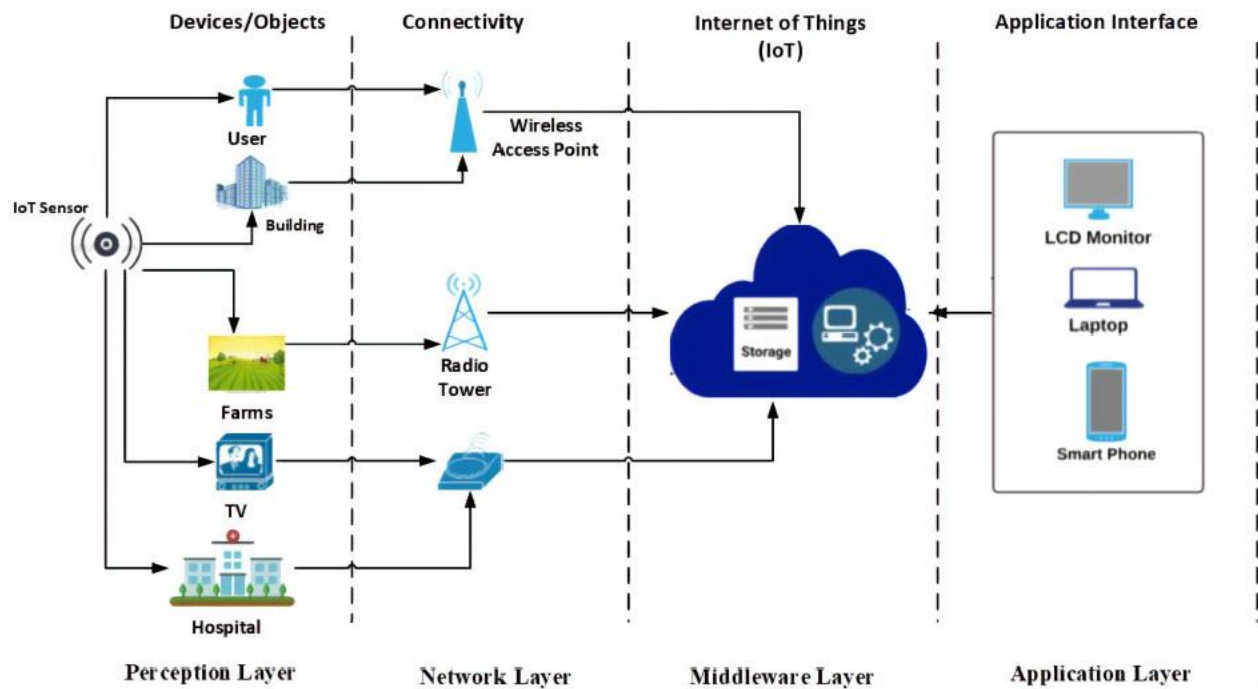 Devices/Objects
Connectivity
Internet of Things
(IoT)
Application Interface
User
Wireless
Access Point
IoT Sensor
Building
LCD Monitor
Laptop
Storage
Radio
Tower
Farms
Smart Phone
TV
Hospital
Perception Layer
Network Layer
Middleware Layer
Application Layer